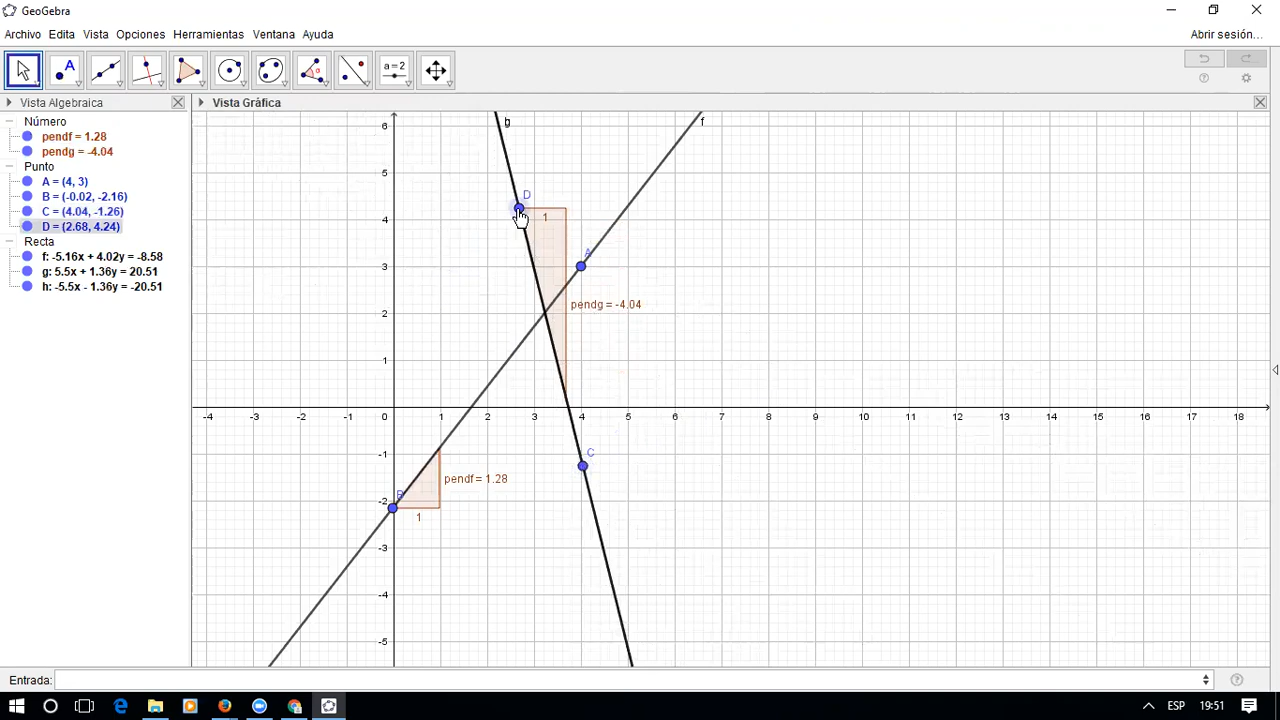 GeoGebra
Archivo Edita Vista Opciones Herramientas Ventana Ayuda
Abrir sesión...
A
α
a = 2
Vista Algebraica
Vista Gráfica
Número
pendf = 1.28
pendg = -4.04
Punto
A = (4, 3)
B = (-0.02, -2.16)
C = (4.04, -1.26)
D = (2.68, 4.24)
Recta
f: -5.16x + 4.02y = -8.58
g: 5.5x + 1.36y = 20.51
h: -5.5x - 1.36y = -20.51
g
f
6
5
D
4
1
A
3
pendg = -4.04
2
1
-4 -3 -2 -1 0 1 2 3 4 5 6 7 8 9 10 11 12 13 14 15 16 17 18
-1
C
pendf = 1.28
B
-2
1
-3
-4
-5
Entrada:
ESP 19:51